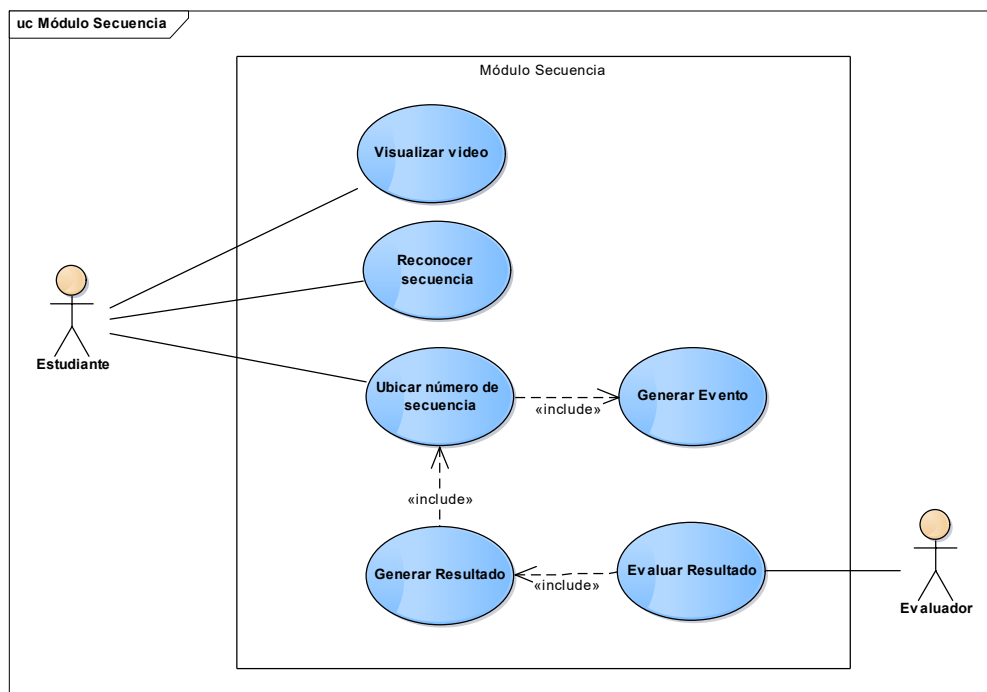 uc Módulo Secuencia
Módulo Secuencia
Visualizar video
Reconocer
secuencia
Estudiante
Ubicar número de
secuencia
«include»
Generar Evento
«include»
Generar Resultado
«include»
Evaluar Resultado
Evaluador